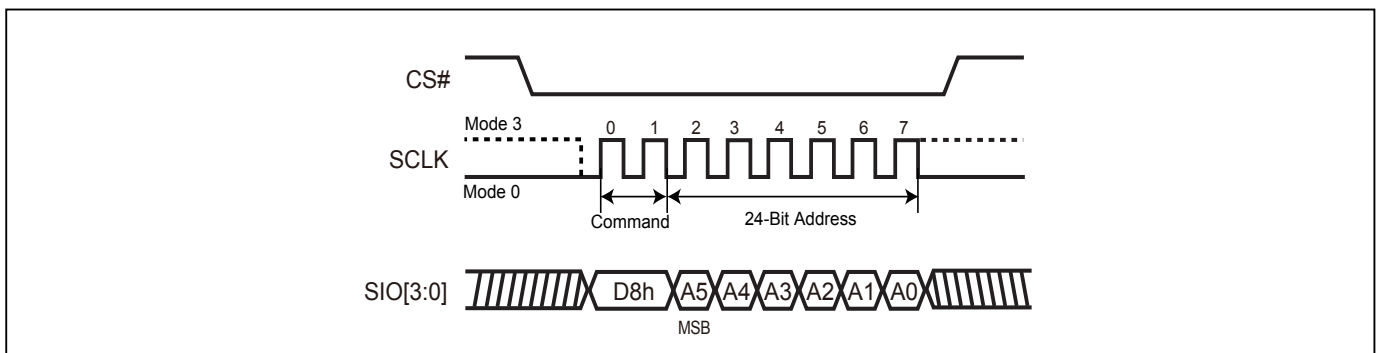 CS#
Mode 3
0 1 2 3 4 5 6 7
SCLK
Mode 0
Command
24-Bit Address
SIO[3:0]
D8h A5 A4 A3 A2 A1 A0
MSB